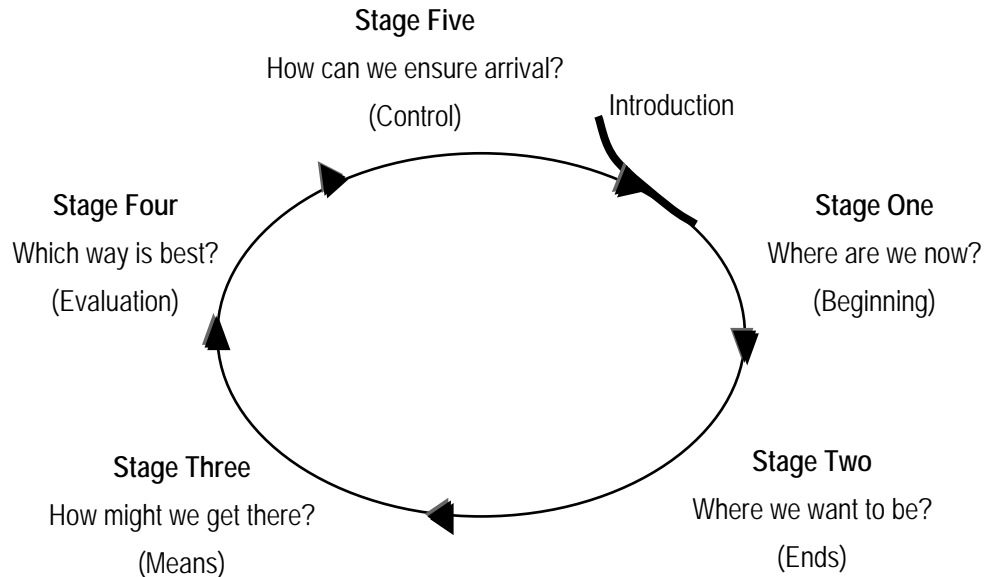 Stage Five
How can we ensure arrival?
(Control)
Introduction
Stage One
Where are we now?
(Beginning)
Stage Two
Where we want to be?
(Ends)
Stage Three
How might we get there?
(Means)
Stage Four
Which way is best?
(Evaluation)